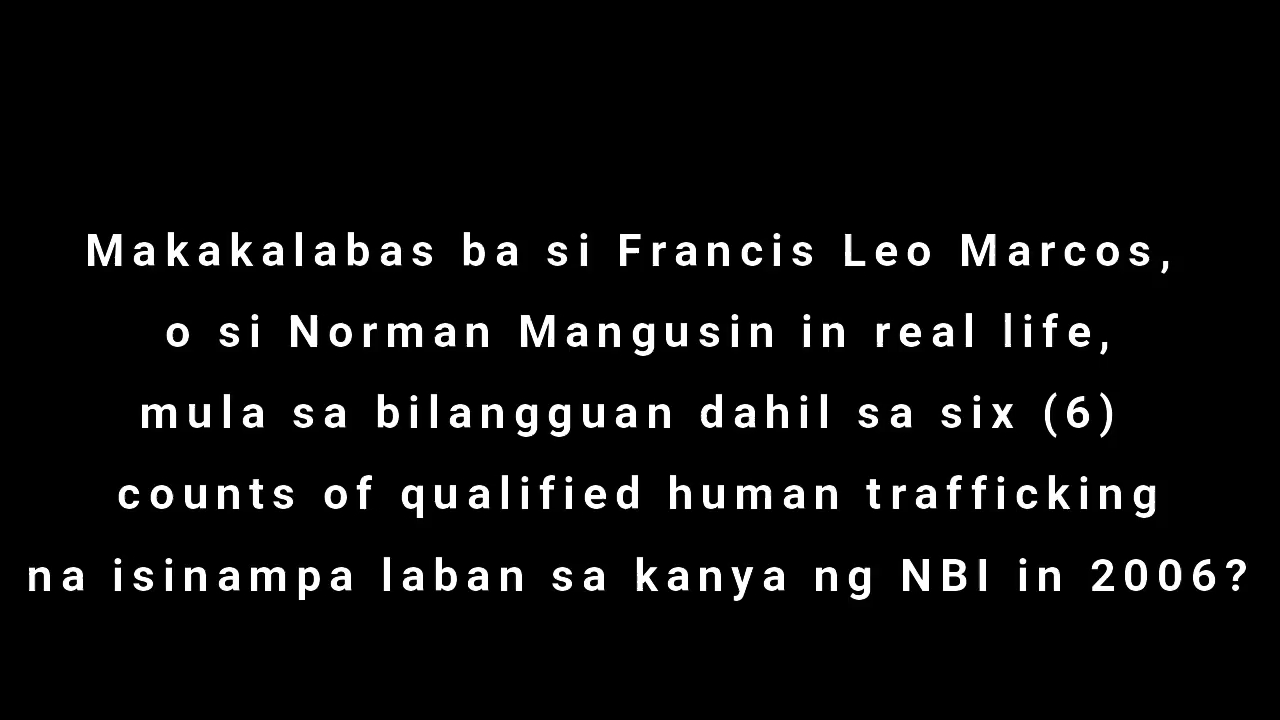 Makakalabas ba si Francis Leo Marcos,
o si Norman Mangusin in real life,
mula sa bilangguan dahil sa six (6)
counts of qualified human trafficking
na isinampa laban sa kanya ng NBI in 2006?